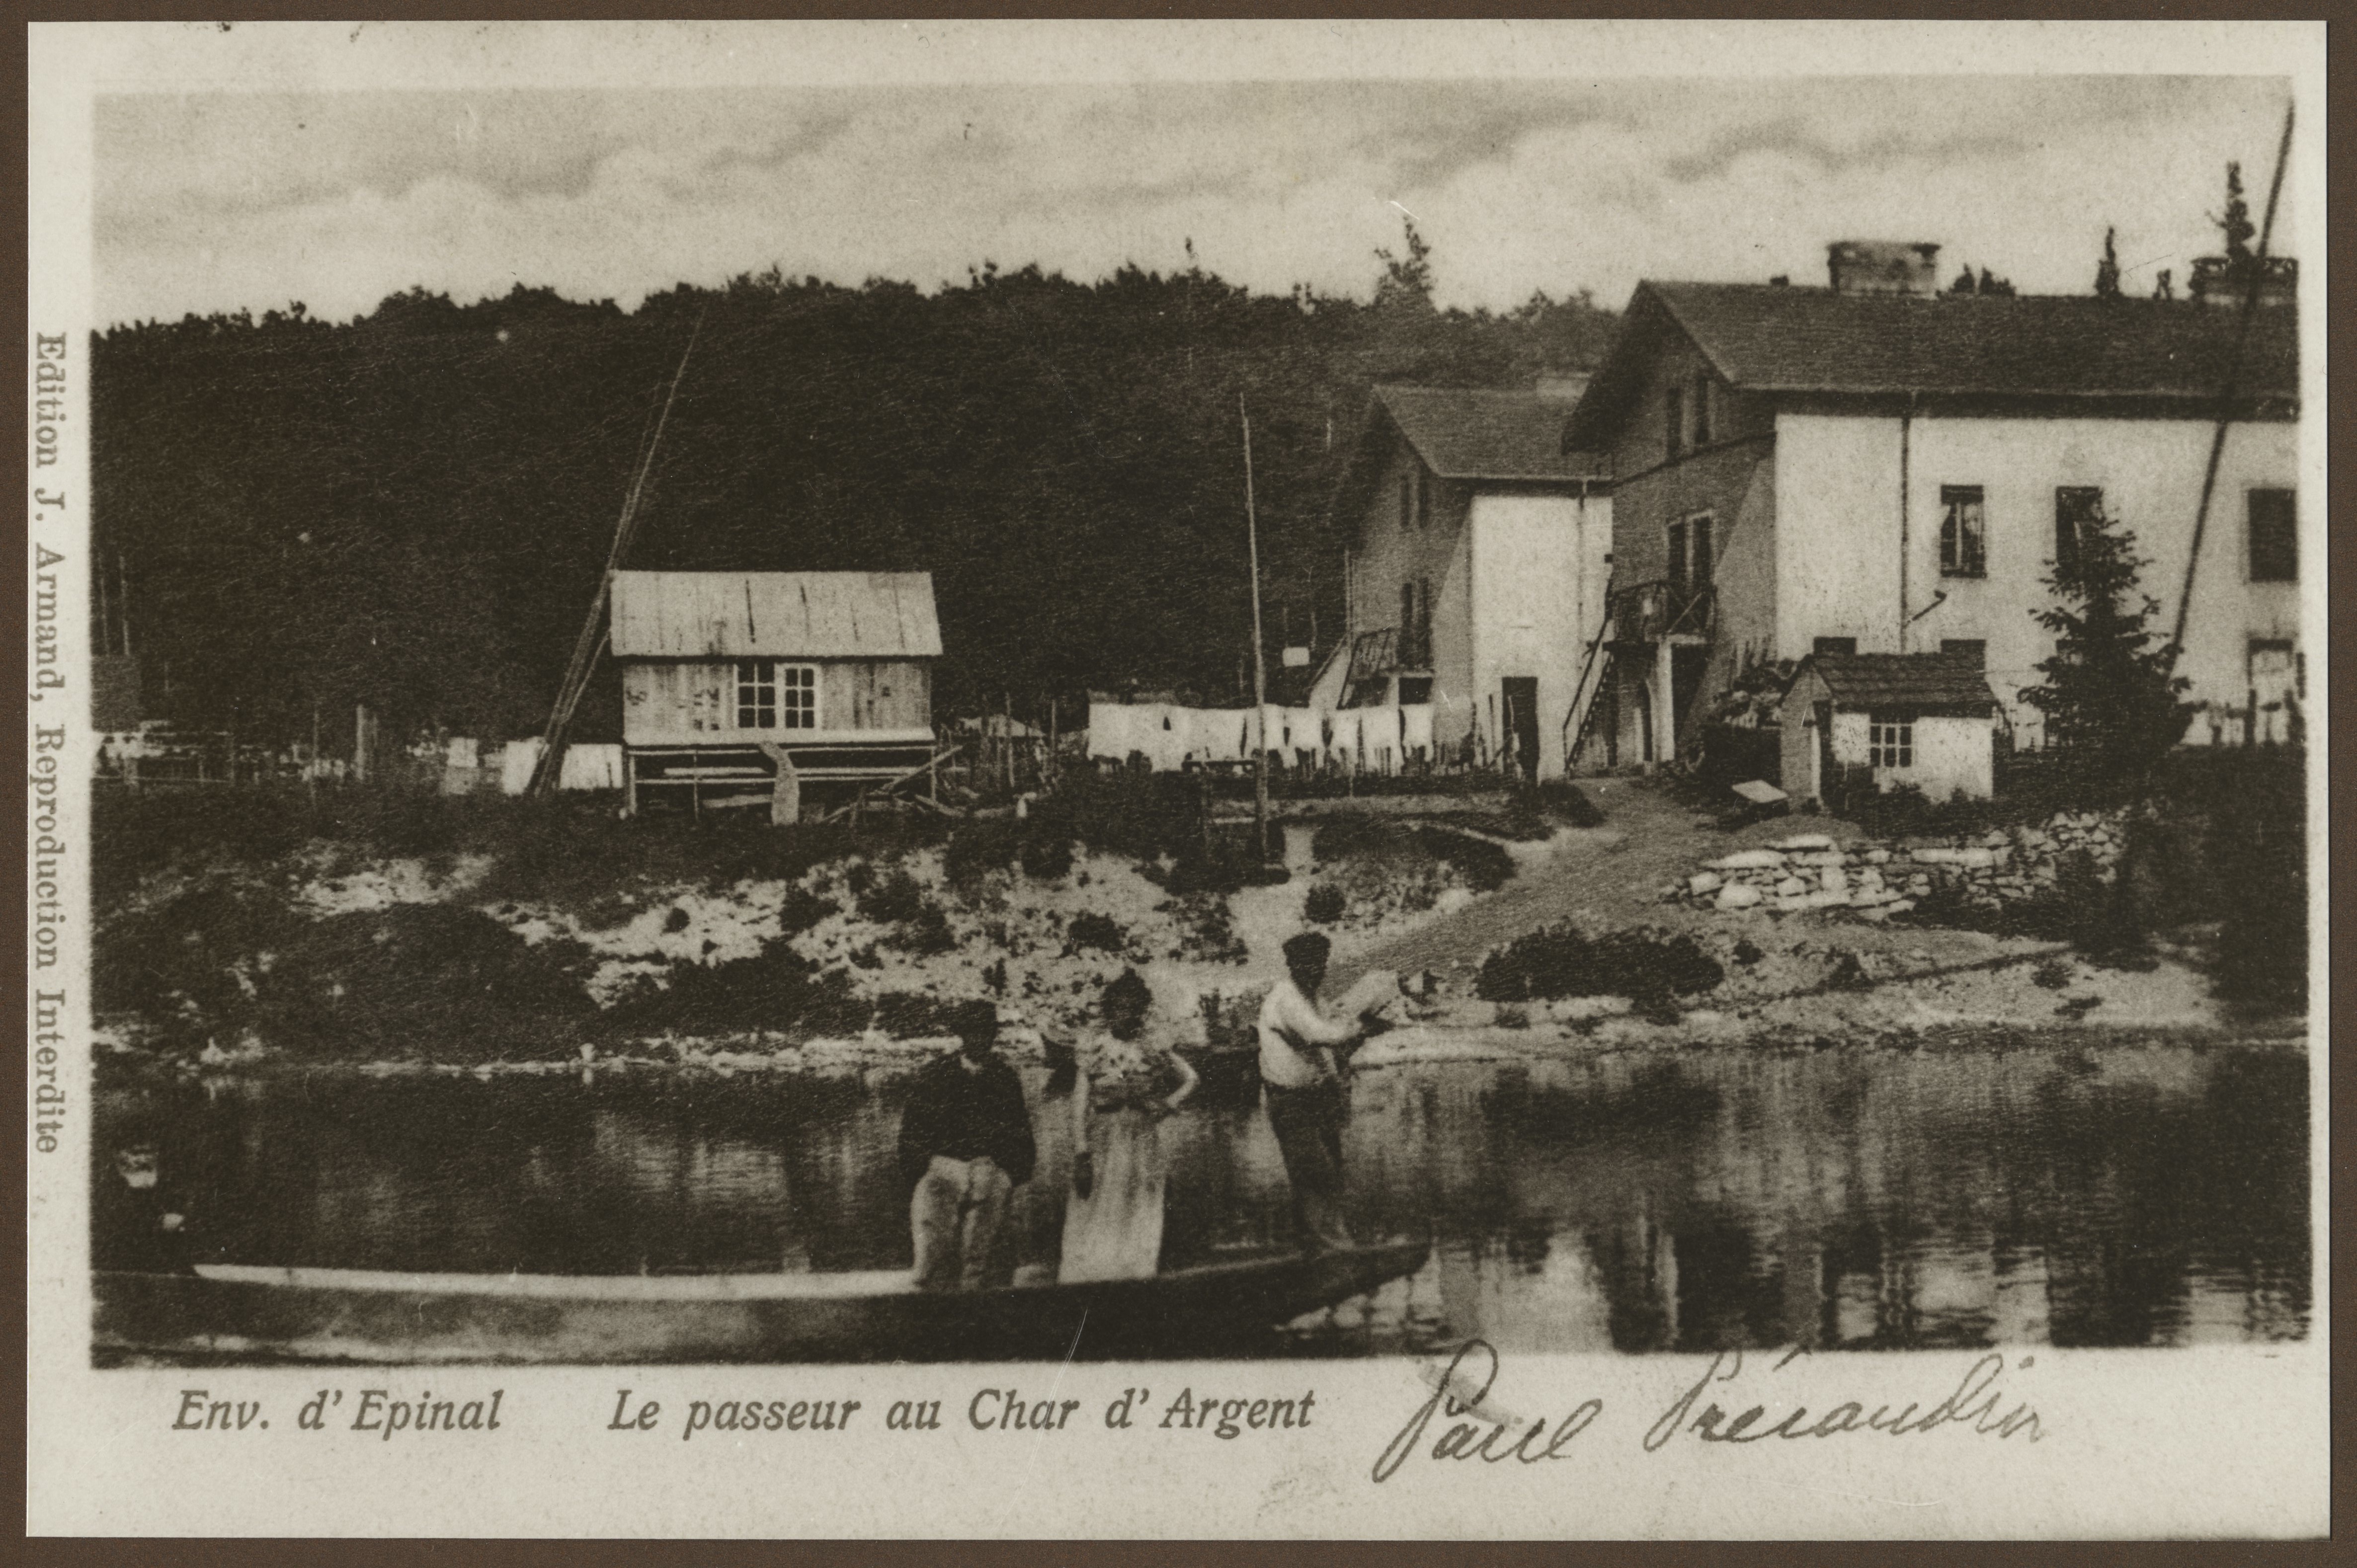 Edition J. Armand, Reproduction Interdite
Env. d'Epinal Le passeur au Char d'Argent
Paul